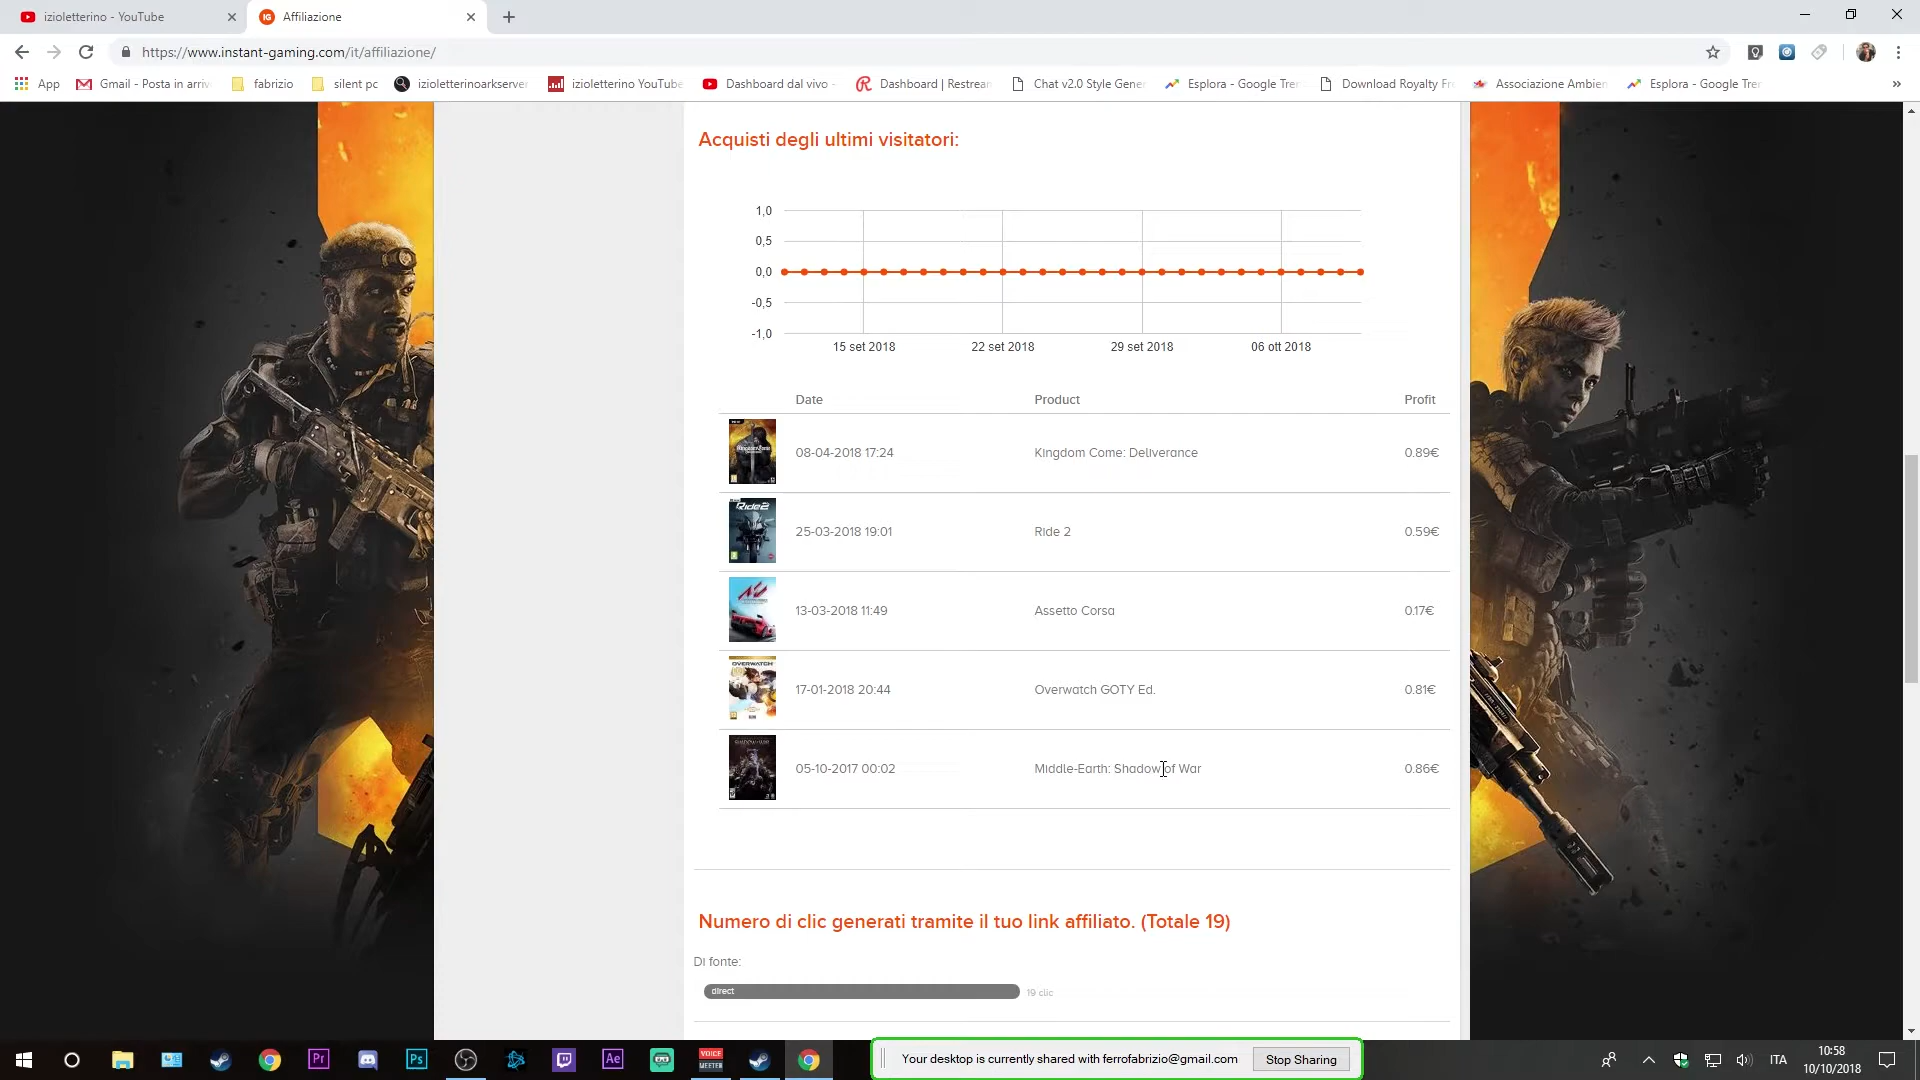 izioletterino - YouTube
Affiliazione
https://www.instant-gaming.com/it/affiliazione/
App
Gmail - Posta in arriv
fabrizio
silent pc
izioletterinoarkserver
izioletterino YouTube
Dashboard dal vivo -
Dashboard | Restream
Chat v2.0 Style Gener
Esplora - Google Tren
Download Royalty Fre
Associazione Ambien
Esplora - Google Tren
Acquisti degli ultimi visitatori:
1,0
0,5
0,0
-0,5
-1,0
15 set 2018
22 set 2018
29 set 2018
06 ott 2018
Date Product Profit
08-04-2018 17:24 Kingdom Come: Deliverance 0.89€
25-03-2018 19:01 Ride 2 0.59€
13-03-2018 11:49 Assetto Corsa 0.17€
17-01-2018 20:44 Overwatch GOTY Ed. 0.81€
05-10-2017 00:02 Middle-Earth: Shadow of War 0.86€
Numero di clic generati tramite il tuo link affiliato. (Totale 19)
Di fonte:
direct 19 clic
Your desktop is currently shared with ferrofabrizio@gmail.com
Stop Sharing
ITA
10:58
10/10/2018